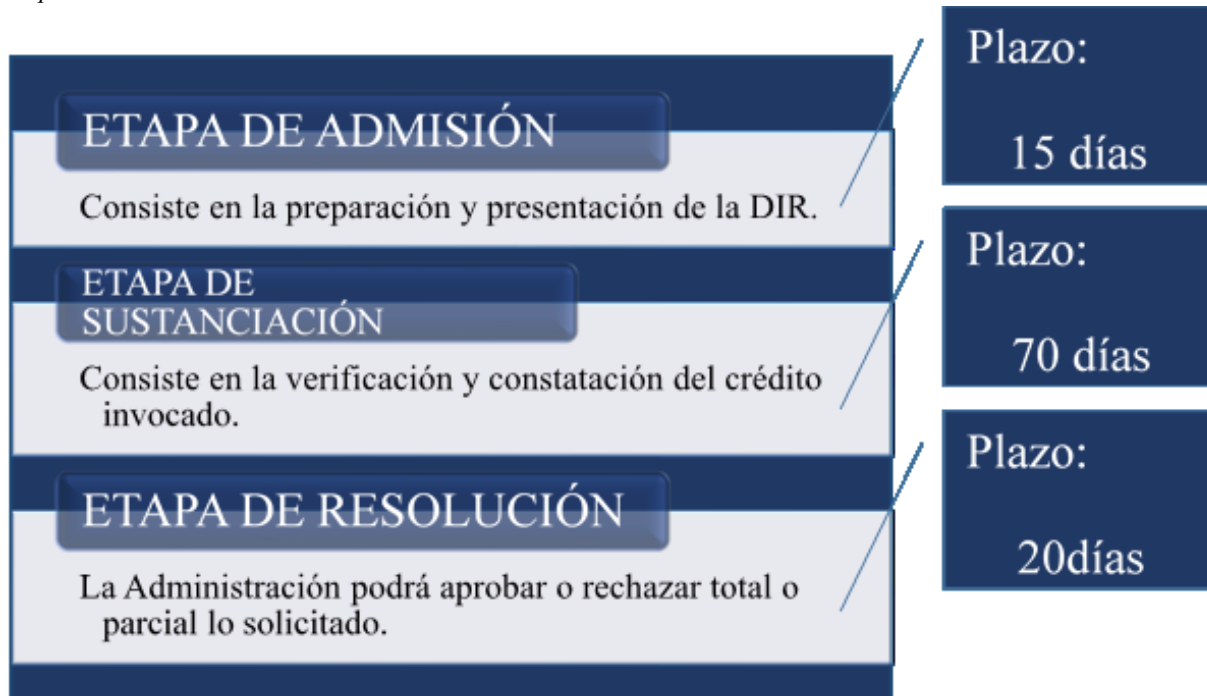 ETAPA DE ADMISIÓN
Consiste en la preparación y presentación de la DIR.
Plazo:
15 días
ETAPA DE
SUSTANCIACIÓN
Consiste en la verificación y constatación del crédito
invocado.
Plazo:
70 días
ETAPA DE RESOLUCIÓN
La Administración podrá aprobar o rechazar total o
parcial lo solicitado.
Plazo:
20días